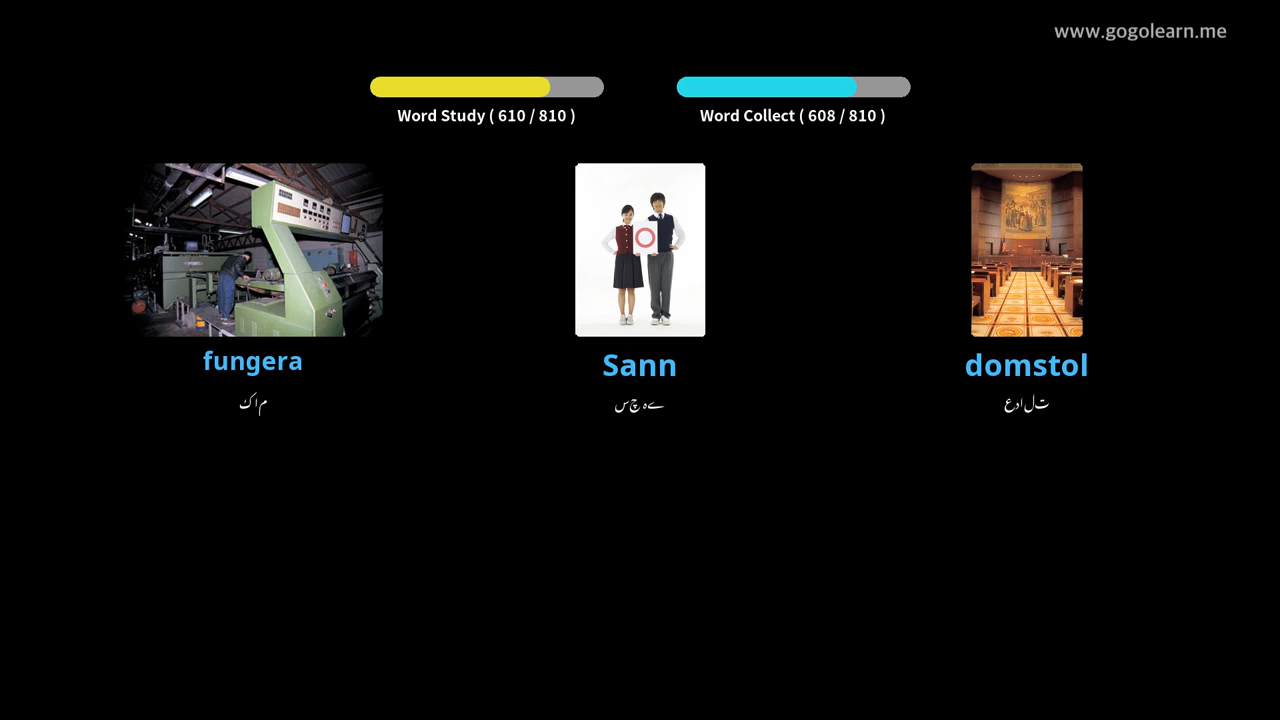 www.gogolearn.me
Word Study ( 610 / 810 )
Word Collect ( 608 / 810 )
fungera
Sann
domstol
کام
سچ ہے
عدالت